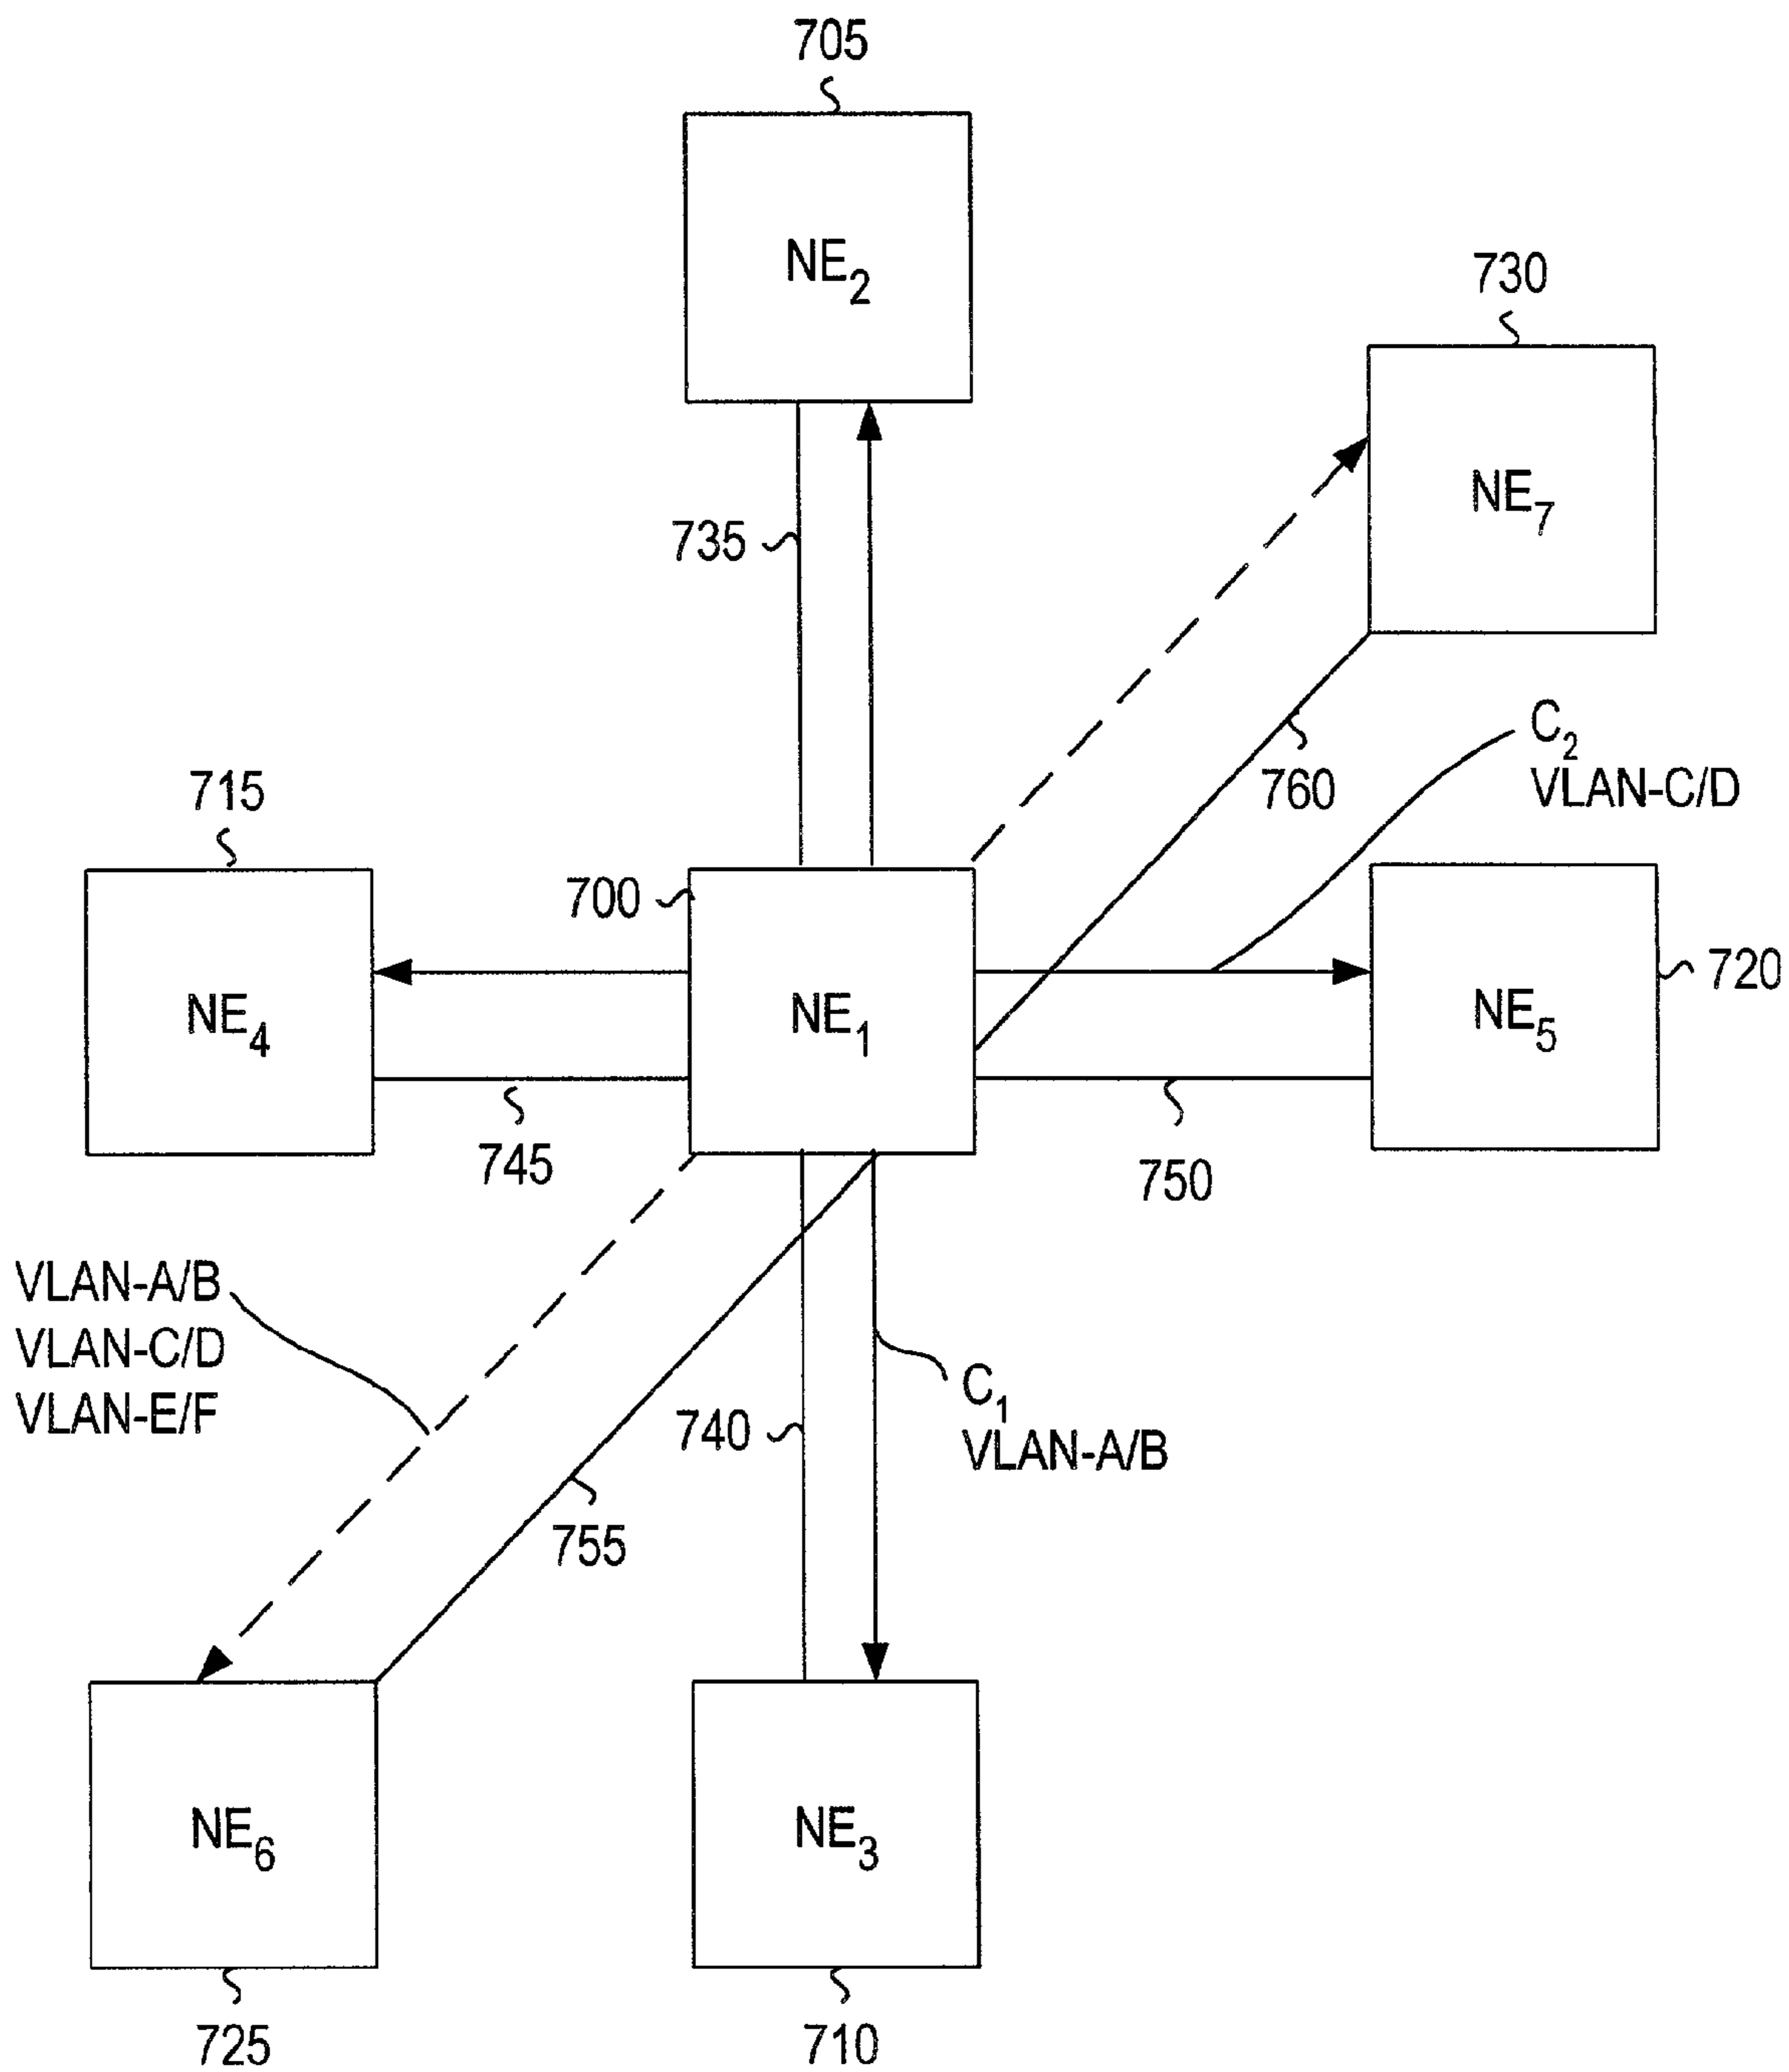 705
NE2
730
735
NE7
C2
VLAN-C/D
760
715
700
NE4
NE1
NE5
720
745
750
VLAN-A/B
VLAN-C/D
VLAN-E/F
C1
VLAN-A/B
740
755
NE6
NE3
725
710